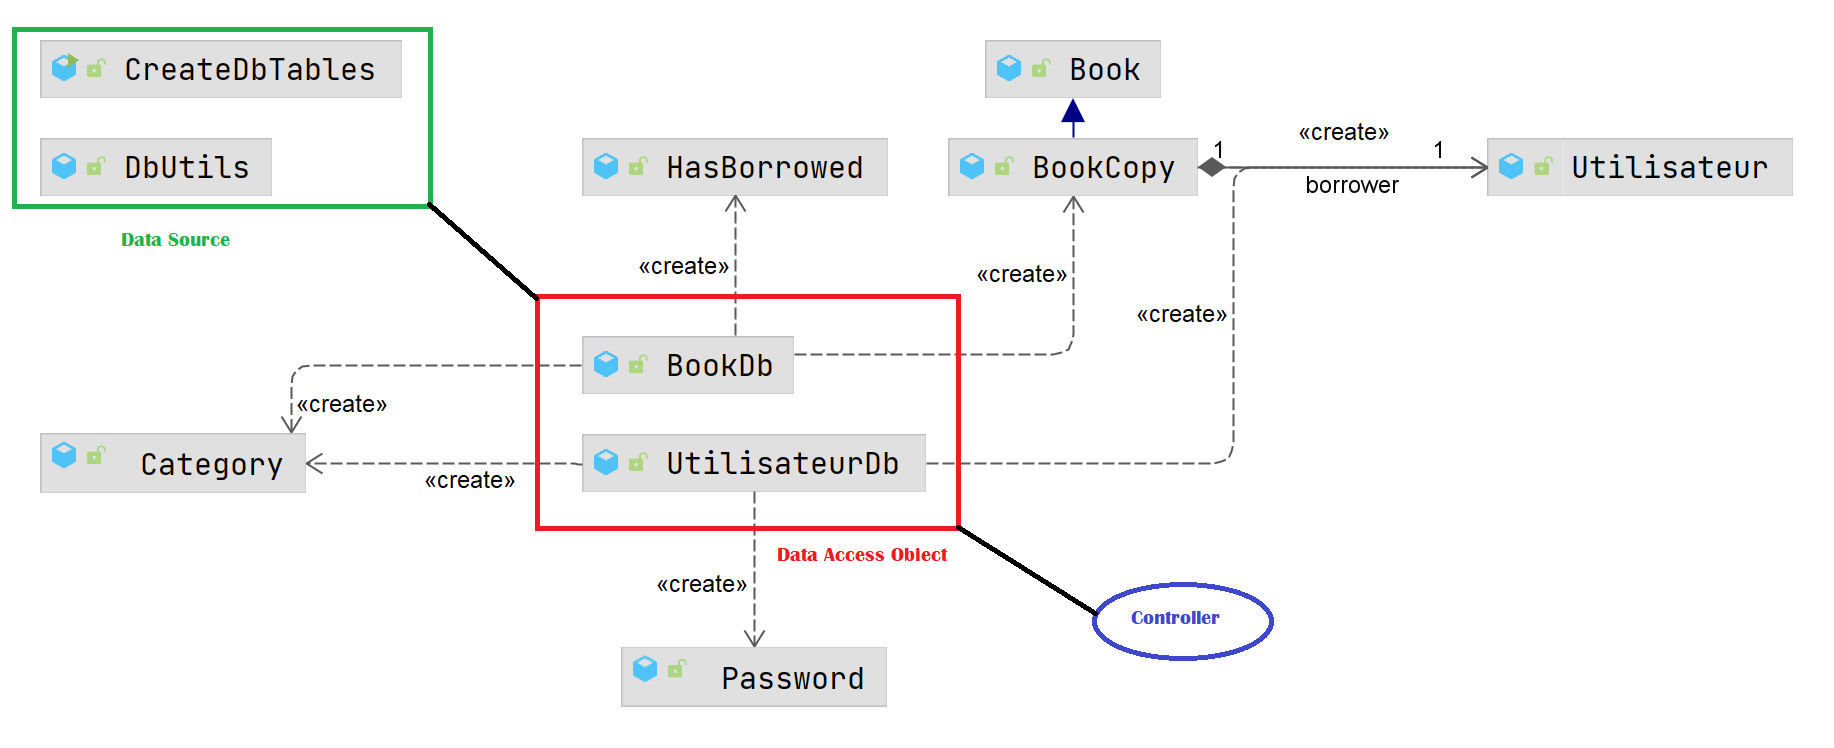 CreateDbTables
Book
«create»
DbUtils
HasBorrowed
BookCopy
1
1
Utilisateur
borrower
Data Source
«create»
«create»
«create»
BookDb
«create»
Category
UtilisateurDb
«create»
Data Access Object
«create»
Controller
Password